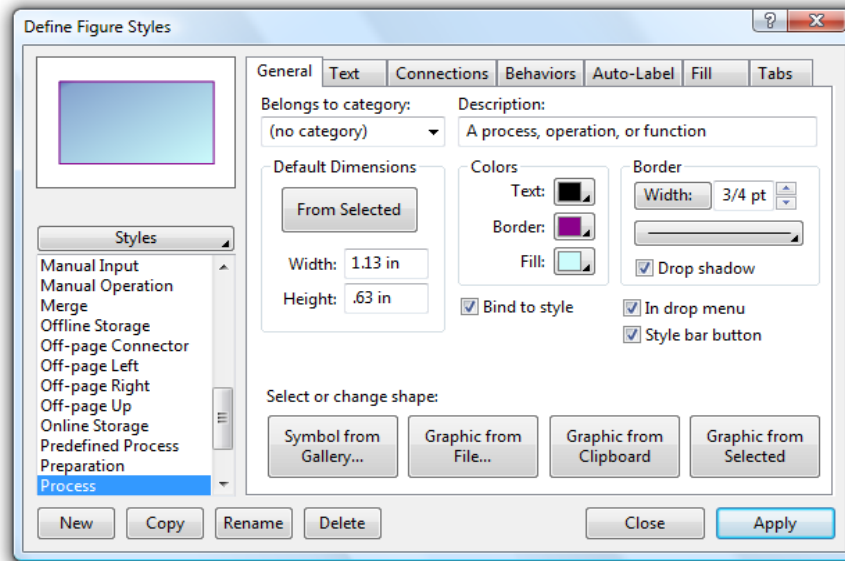 Define Figure Styles
?
General
Text
Connections
Behaviors
Auto-Label
Fill
Tabs
Belongs to category:
Description:
(no category)
A process, operation, or function
Default Dimensions
From Selected
Width: 1.13 in
Height: .63 in
Colors
Text:
Border:
Fill:
Border
Width: 3/4 pt
Drop shadow
Bind to style
In drop menu
Style bar button
Styles
Manual Input
Manual Operation
Merge
Offline Storage
Off-page Connector
Off-page Left
Off-page Right
Off-page Up
Online Storage
Predefined Process
Preparation
Process
Select or change shape:
Symbol from
Gallery...
Graphic from
File...
Graphic from
Clipboard
Graphic from
Selected
New
Copy
Rename
Delete
Close
Apply